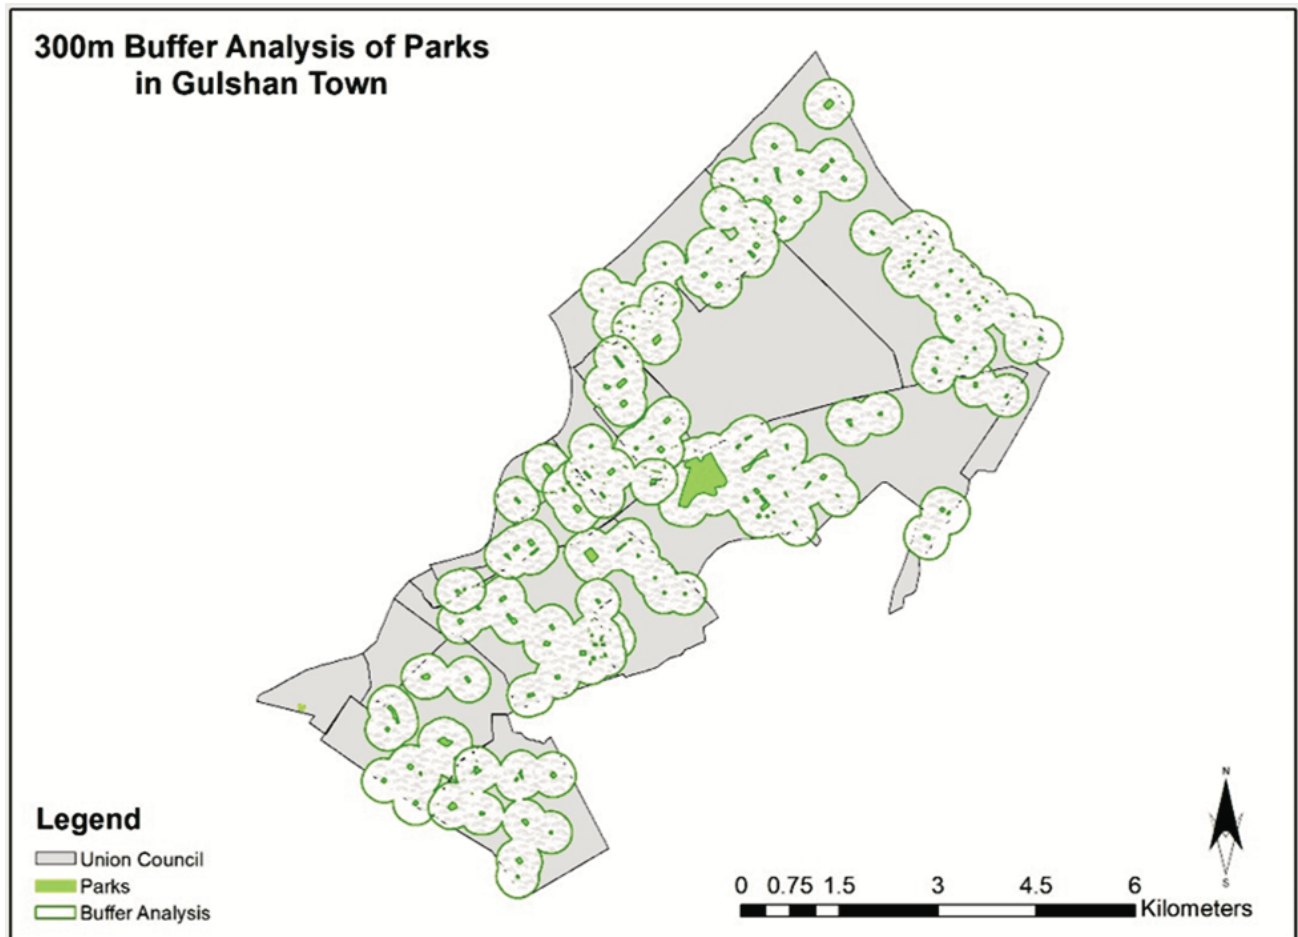 300m Buffer Analysis of Parks
in Gulshan Town
N
S
Legend
Union Council
Parks
Buffer Analysis
0 0.75 1.5 3 4.5 6
Kilometers